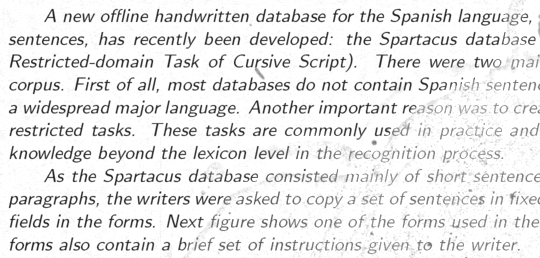 A new offline handwritten database for the Spanish language,
sentences, has recently been developed: the Spartacus database
Restricted-domain Task of Cursive Script). There were two
corpus. First of all, most databases do not contain Spanish
a widespread major language. Another important reason was to
restricted tasks. These tasks are commonly used in practice and
knowledge beyond the lexicon level in the recognition process.
As the Spartacus database consisted mainly of short sentence
paragraphs, the writers were asked to copy a set of sentences in
fields in the forms. Next figure shows one of the forms used in the
forms also contain a brief set of instructions given to the writer.